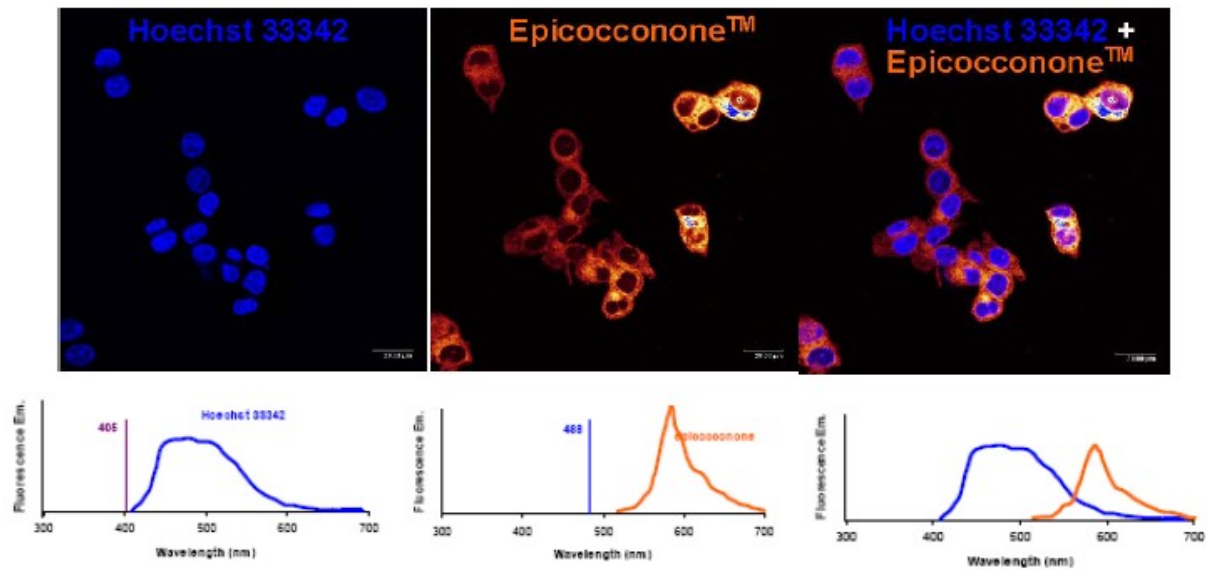 Hoechst 33342
Epicocconone™
Hoechst 33342 +
Epicocconone™
Fluorescence Em.
405
Hoechst 33342
300 400 500 600 700
Wavelength (nm)
Fluorescence Em.
488
epicocconone
300 400 500 600 700
Wavelength (nm)
Fluorescence Em.
300 400 500 600 700
Wavelength (nm)